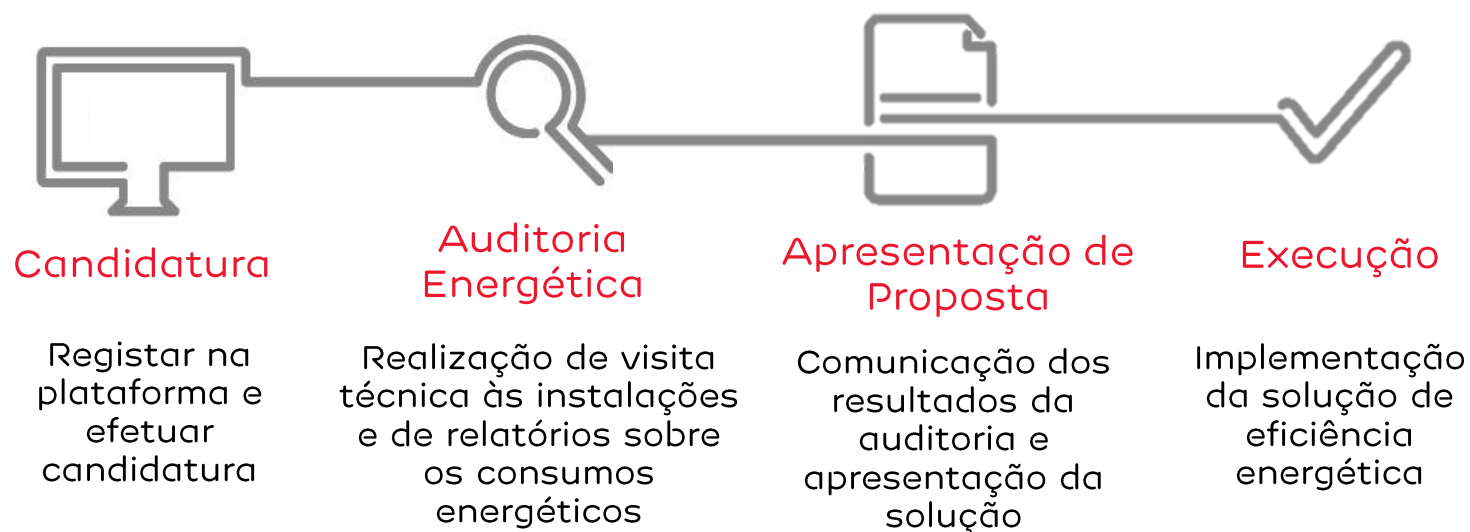 Candidatura
Registar na
plataforma e
efetuar
candidatura
Auditoria
Energética
Realização de visita
técnica às instalações
e de relatórios sobre
os consumos
energéticos
Apresentação de
Proposta
Comunicação dos
resultados da
auditoria e
apresentação da
solução
Execução
Implementação
da solução de
eficiência
energética